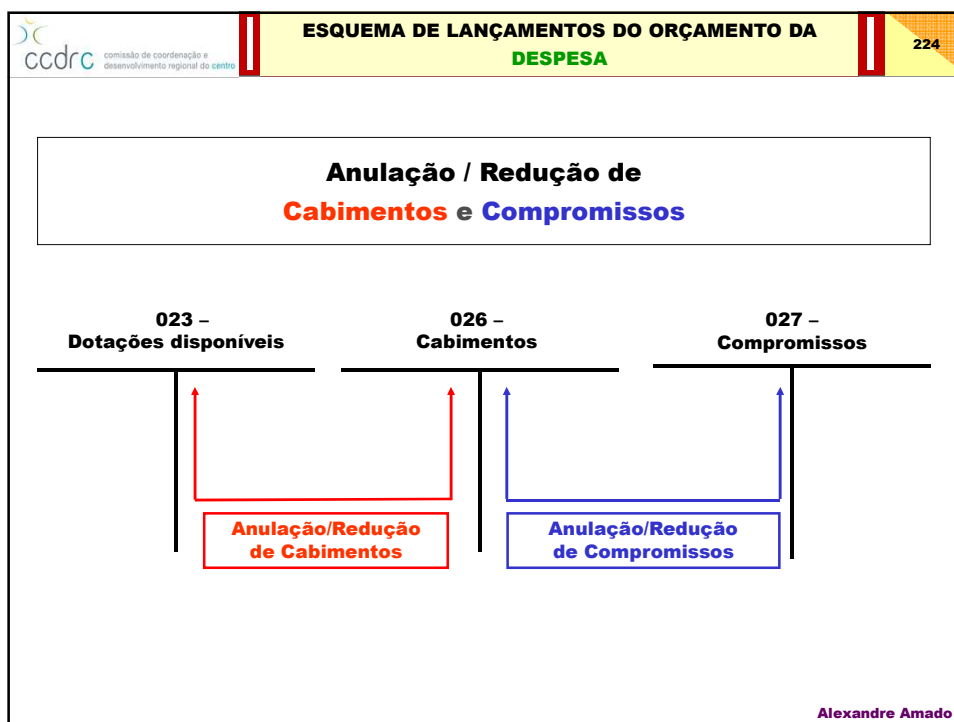 ccdrc
comissão de coordenação e
desenvolvimento regional do centro
ESQUEMA DE LANÇAMENTOS DO ORÇAMENTO DA
DESPESA
224
Anulação / Redução de
Cabimentos e Compromissos
023 –
Dotações disponíveis
026 –
Cabimentos
027 –
Compromissos
Anulação/Redução
de Cabimentos
Anulação/Redução
de Compromissos
Alexandre Amado